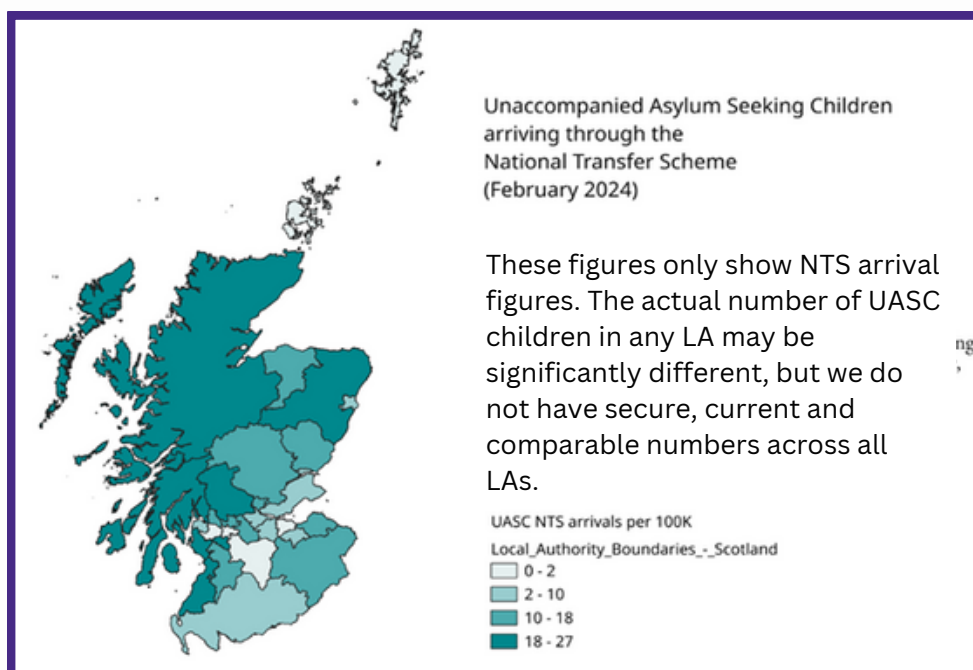 Unaccompanied Asylum Seeking Children
arriving through the
National Transfer Scheme
(February 2024)
These figures only show NTS arrival
figures. The actual number of UASC
children in any LA may be
significantly different, but we do
not have secure, current and
comparable numbers across all
LAs.
ng
,
UASC NTS arrivals per 100K
Local_Authority_Boundaries_-_Scotland
0 - 2
2 - 10
10 - 18
18 - 27